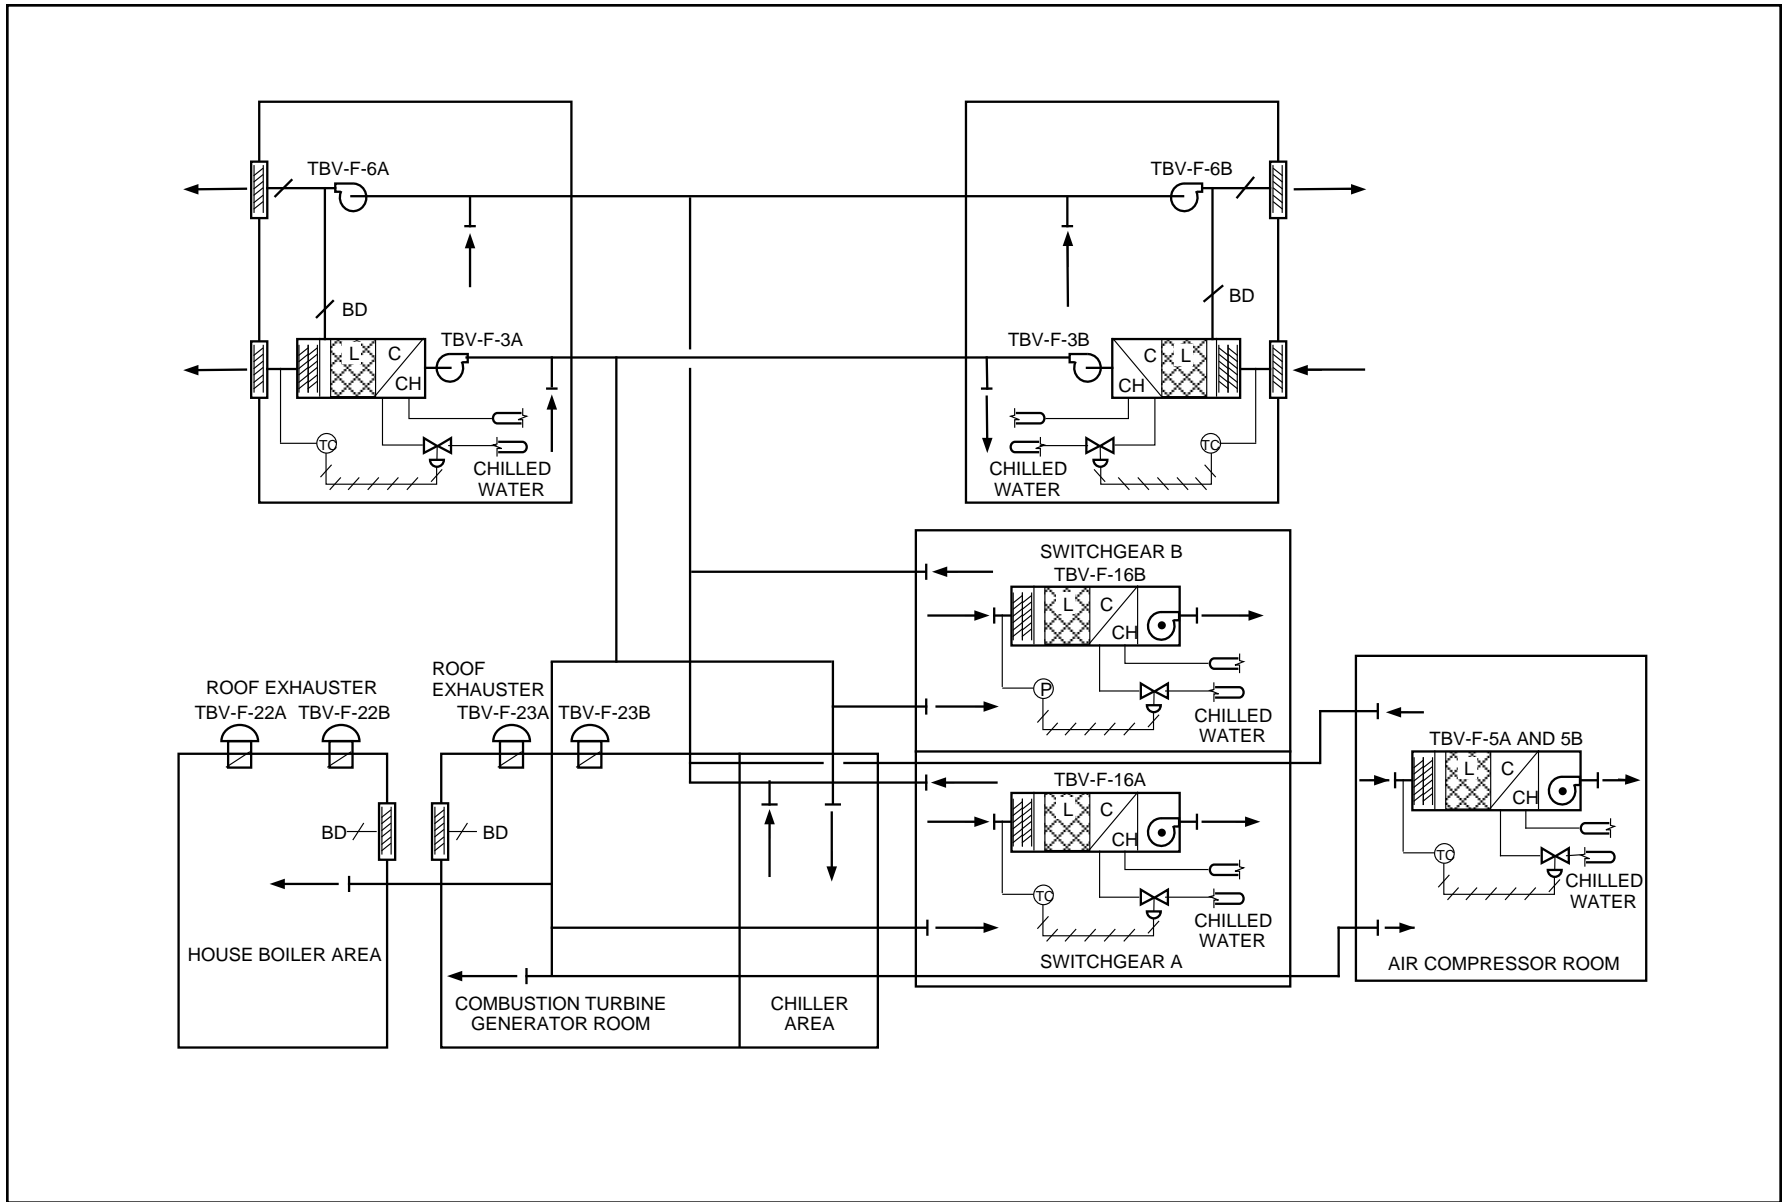 TBV-F-6A
TBV-F-6B
BD
BD
TBV-F-3A
TBV-F-3B
L
C
CH
C
L
CH
TC
TC
CHILLED
WATER
CHILLED
WATER
SWITCHGEAR B
TBV-F-16B
L
C
CH
P
CHILLED
WATER
ROOF EXHAUSTER
TBV-F-22A
TBV-F-22B
ROOF
EXHAUSTER
TBV-F-23A
TBV-F-23B
TBV-F-5A AND 5B
L
C
CH
TC
CHILLED
WATER
TBV-F-16A
L
C
CH
TC
CHILLED
WATER
BD
BD
HOUSE BOILER AREA
SWITCHGEAR A
AIR COMPRESSOR ROOM
COMBUSTION TURBINE
GENERATOR ROOM
CHILLER
AREA